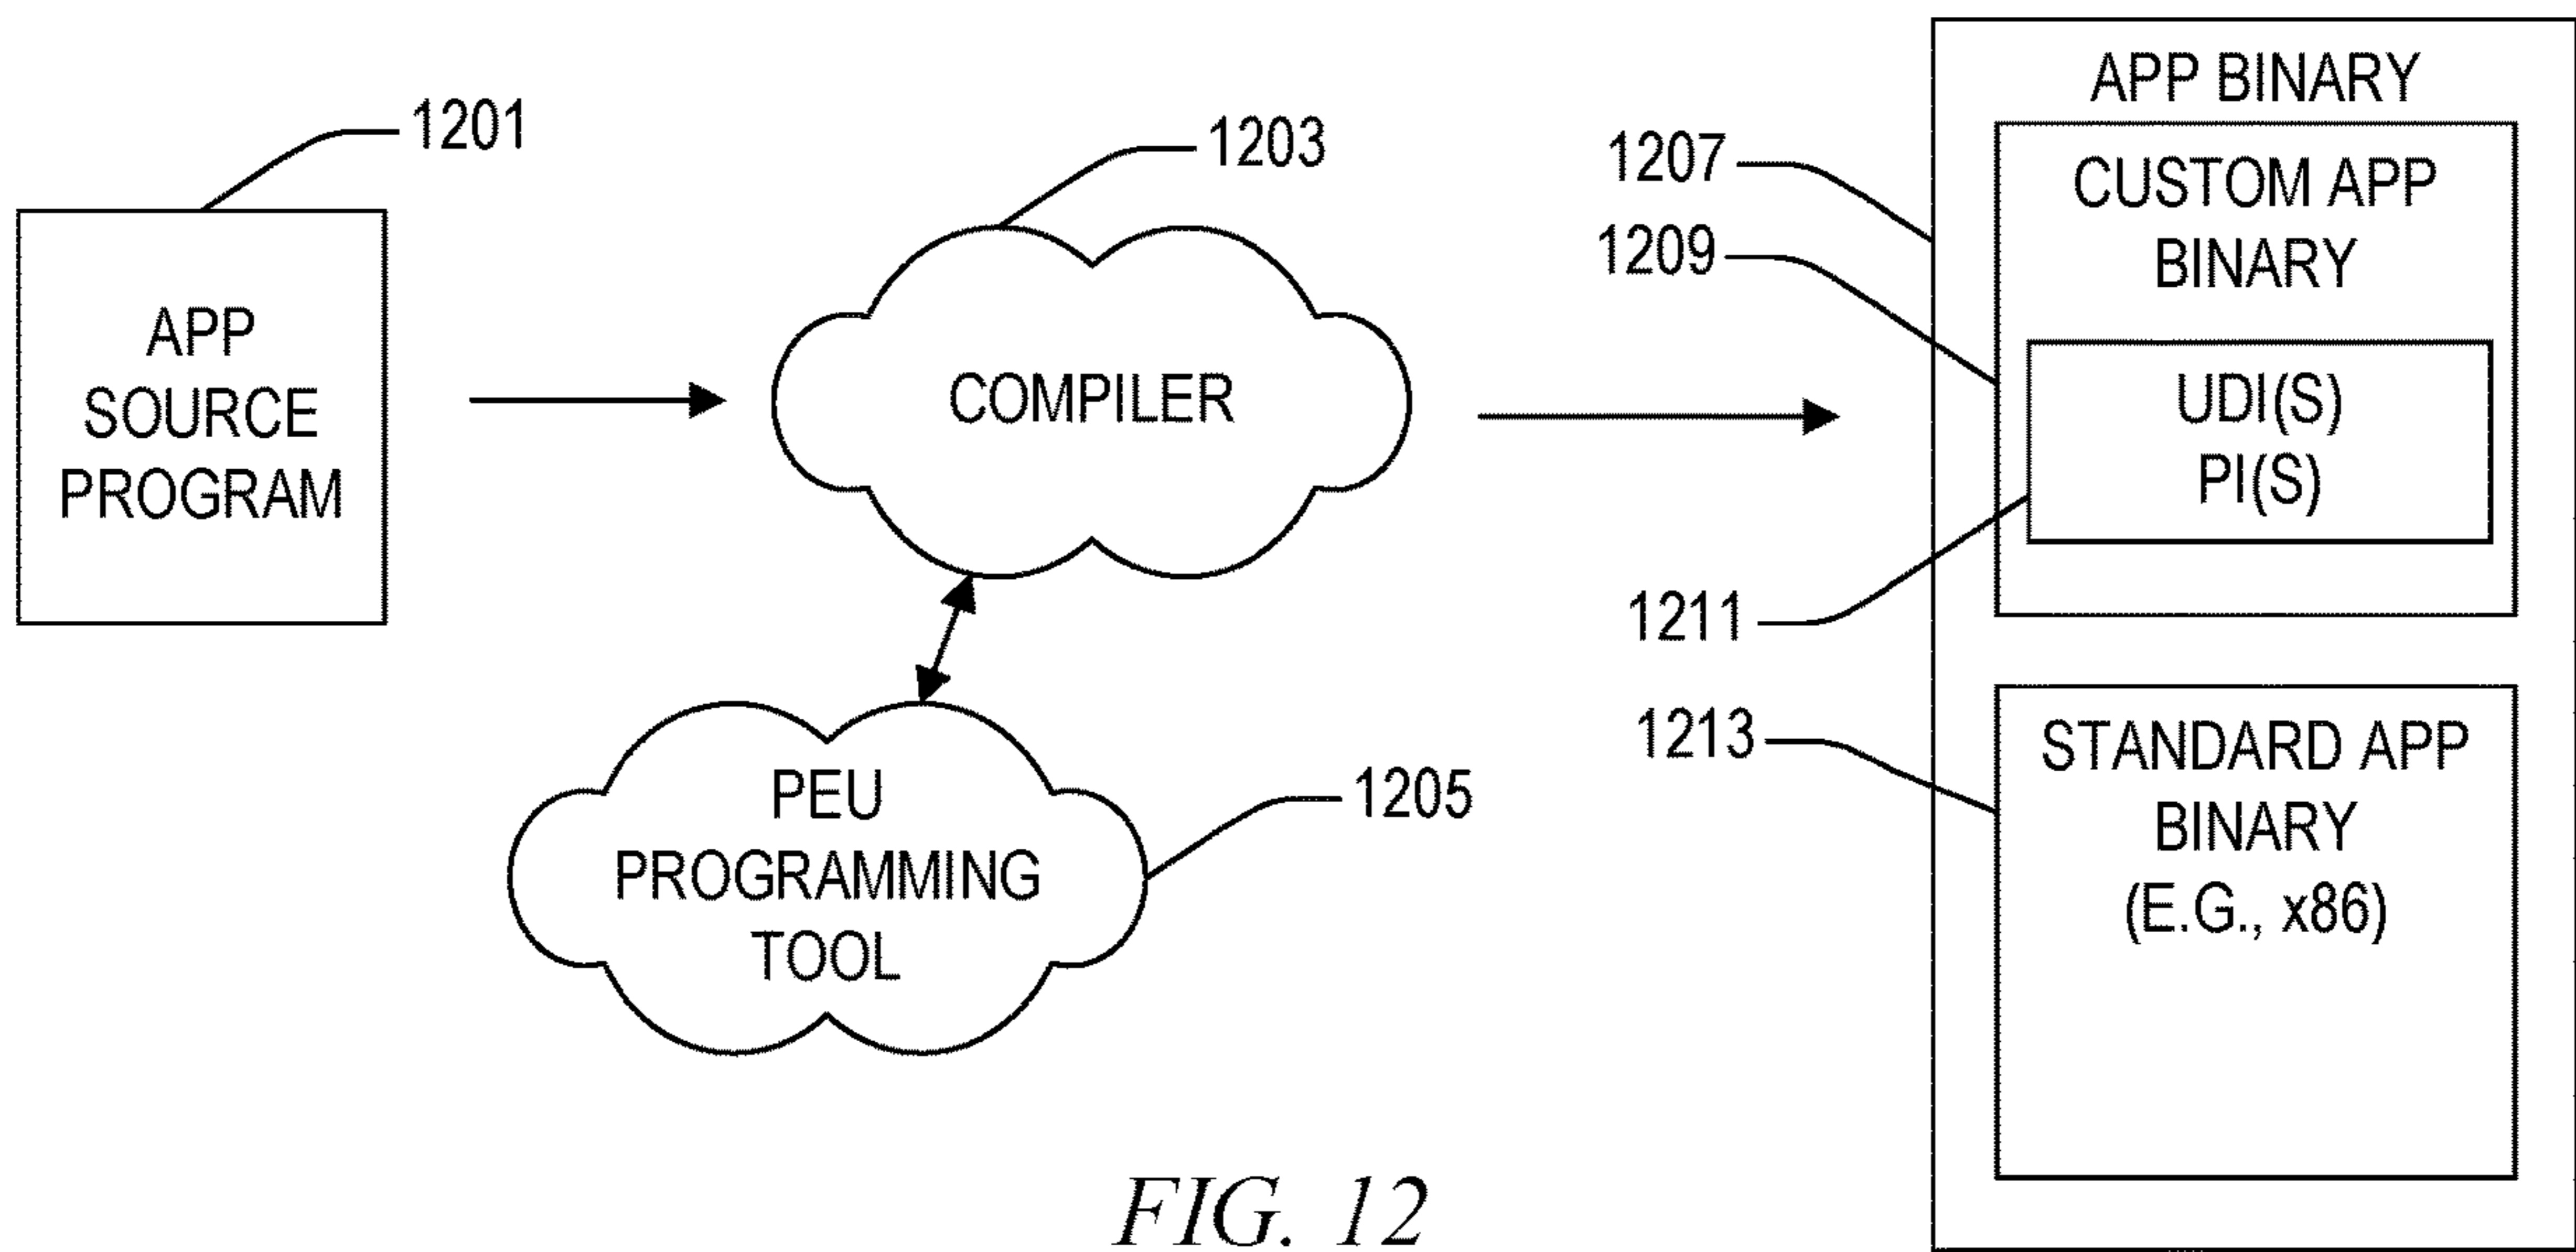 1201
APP
SOURCE
PROGRAM
1203
COMPILER
PEU
PROGRAMMING
TOOL
1205
1207
1209
1211
1213
APP BINARY
CUSTOM APP
BINARY
UDI(S)
PI(S)
STANDARD APP
BINARY
(E.G., x86)
FIG. 12